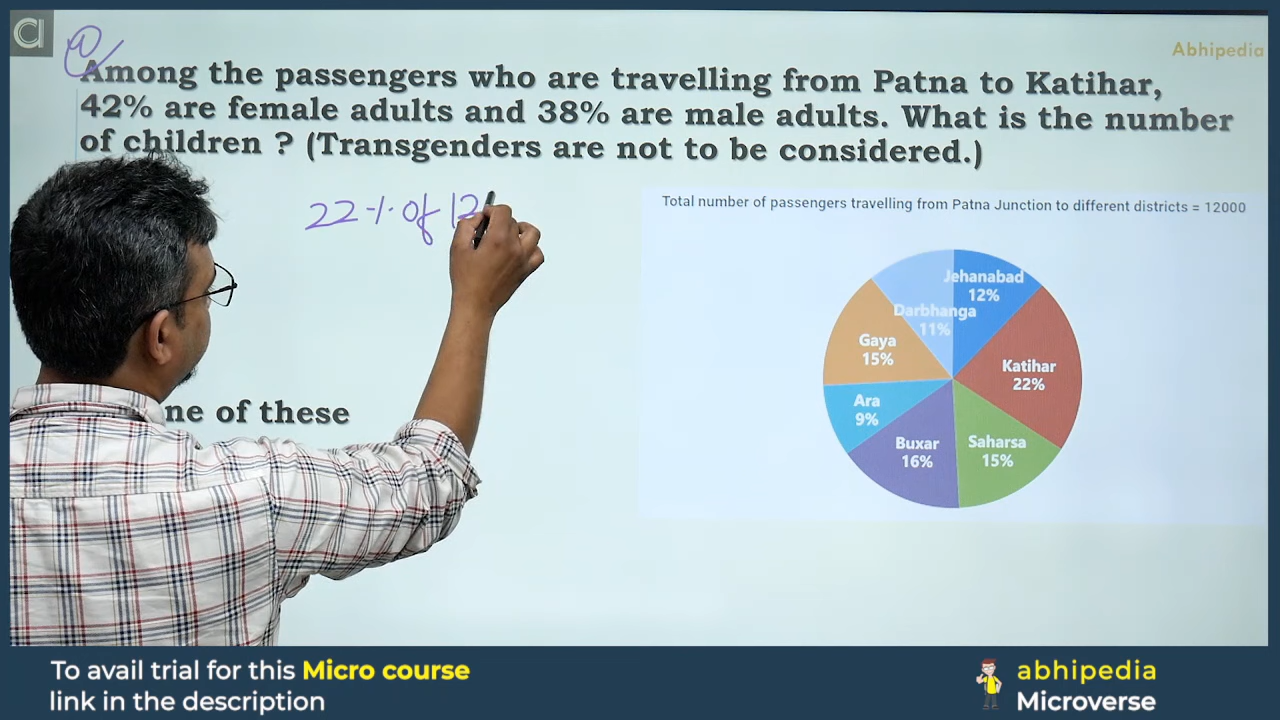 Abhipedia
Among the passengers who are travelling from Patna to Katihar,
42% are female adults and 38% are male adults. What is the number
of children ? (Transgenders are not to be considered.)
22 % of 12
Total number of passengers travelling from Patna Junction to different districts = 12000
Jehanabad
12%
Darbhanga
11%
Gaya
15%
Katihar
22%
Ara
9%
Buxar
16%
Saharsa
15%
ne of these
To avail trial for this Micro course
link in the description
abhipedia
Microverse